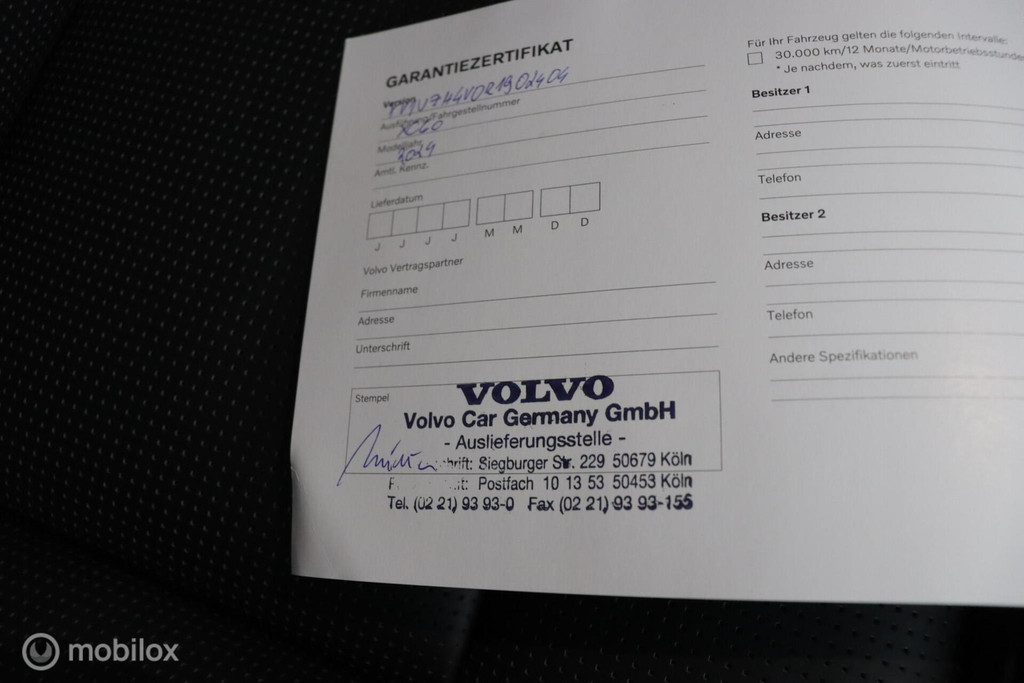 GARANTIEZERTIFIKAT
Version
Ausführung/Fahrgestellnummer
XC60
Modelljahr
2024
Amtl. Kennz.
Lieferdatum
J J J J M M D D
Volvo Vertragspartner
Firmenname
Adresse
Unterschrift
Stempel
VOLVO
Volvo Car Germany GmbH
- Auslieferungsstelle -
Siegburger Str. 229 50679 Köln
Postfach 10 13 53 50453 Köln
Tel. (02 21) 93 93-0 Fax (02 21) 93 93-155
Für Ihr Fahrzeug gelten die folgenden Intervalle:
30.000 km/12 Monate/Motorbetriebsstunden
* Je nachdem, was zuerst eintritt
Besitzer 1
Adresse
Telefon
Besitzer 2
Adresse
Telefon
Andere Spezifikationen
mobilox